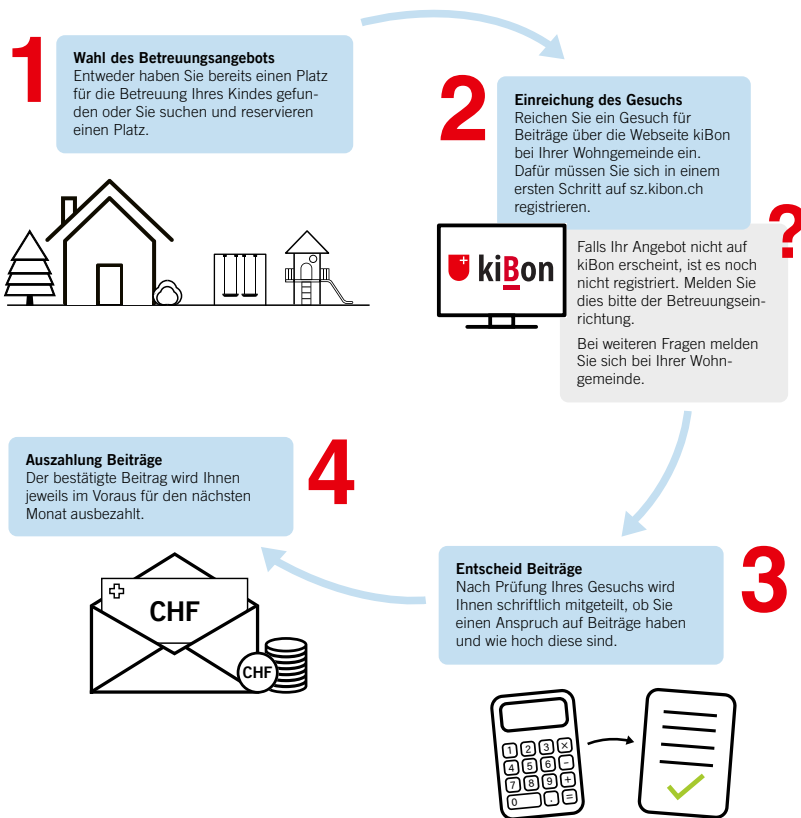 1
Wahl des Betreuungsangebots
Entweder haben Sie bereits einen Platz
für die Betreuung Ihres Kindes gefun-
den oder Sie suchen und reservieren
einen Platz.
2
Einreichung des Gesuchs
Reichen Sie ein Gesuch für
Beiträge über die Webseite kiBon
bei Ihrer Wohngemeinde ein.
Dafür müssen Sie sich in einem
ersten Schritt auf sz.kibon.ch
registrieren.
kiBon
?
Falls Ihr Angebot nicht auf
kiBon erscheint, ist es noch
nicht registriert. Melden Sie
dies bitte der Betreuungsein-
richtung.
Bei weiteren Fragen melden
Sie sich bei Ihrer Wohn-
gemeinde.
3
Entscheid Beiträge
Nach Prüfung Ihres Gesuchs wird
Ihnen schriftlich mitgeteilt, ob Sie
einen Anspruch auf Beiträge haben
und wie hoch diese sind.
1 2 3 ×
4 5 6 −
7 8 9 +
0 . =
4
Auszahlung Beiträge
Der bestätigte Beitrag wird Ihnen
jeweils im Voraus für den nächsten
Monat ausbezahlt.
CHF
CHF